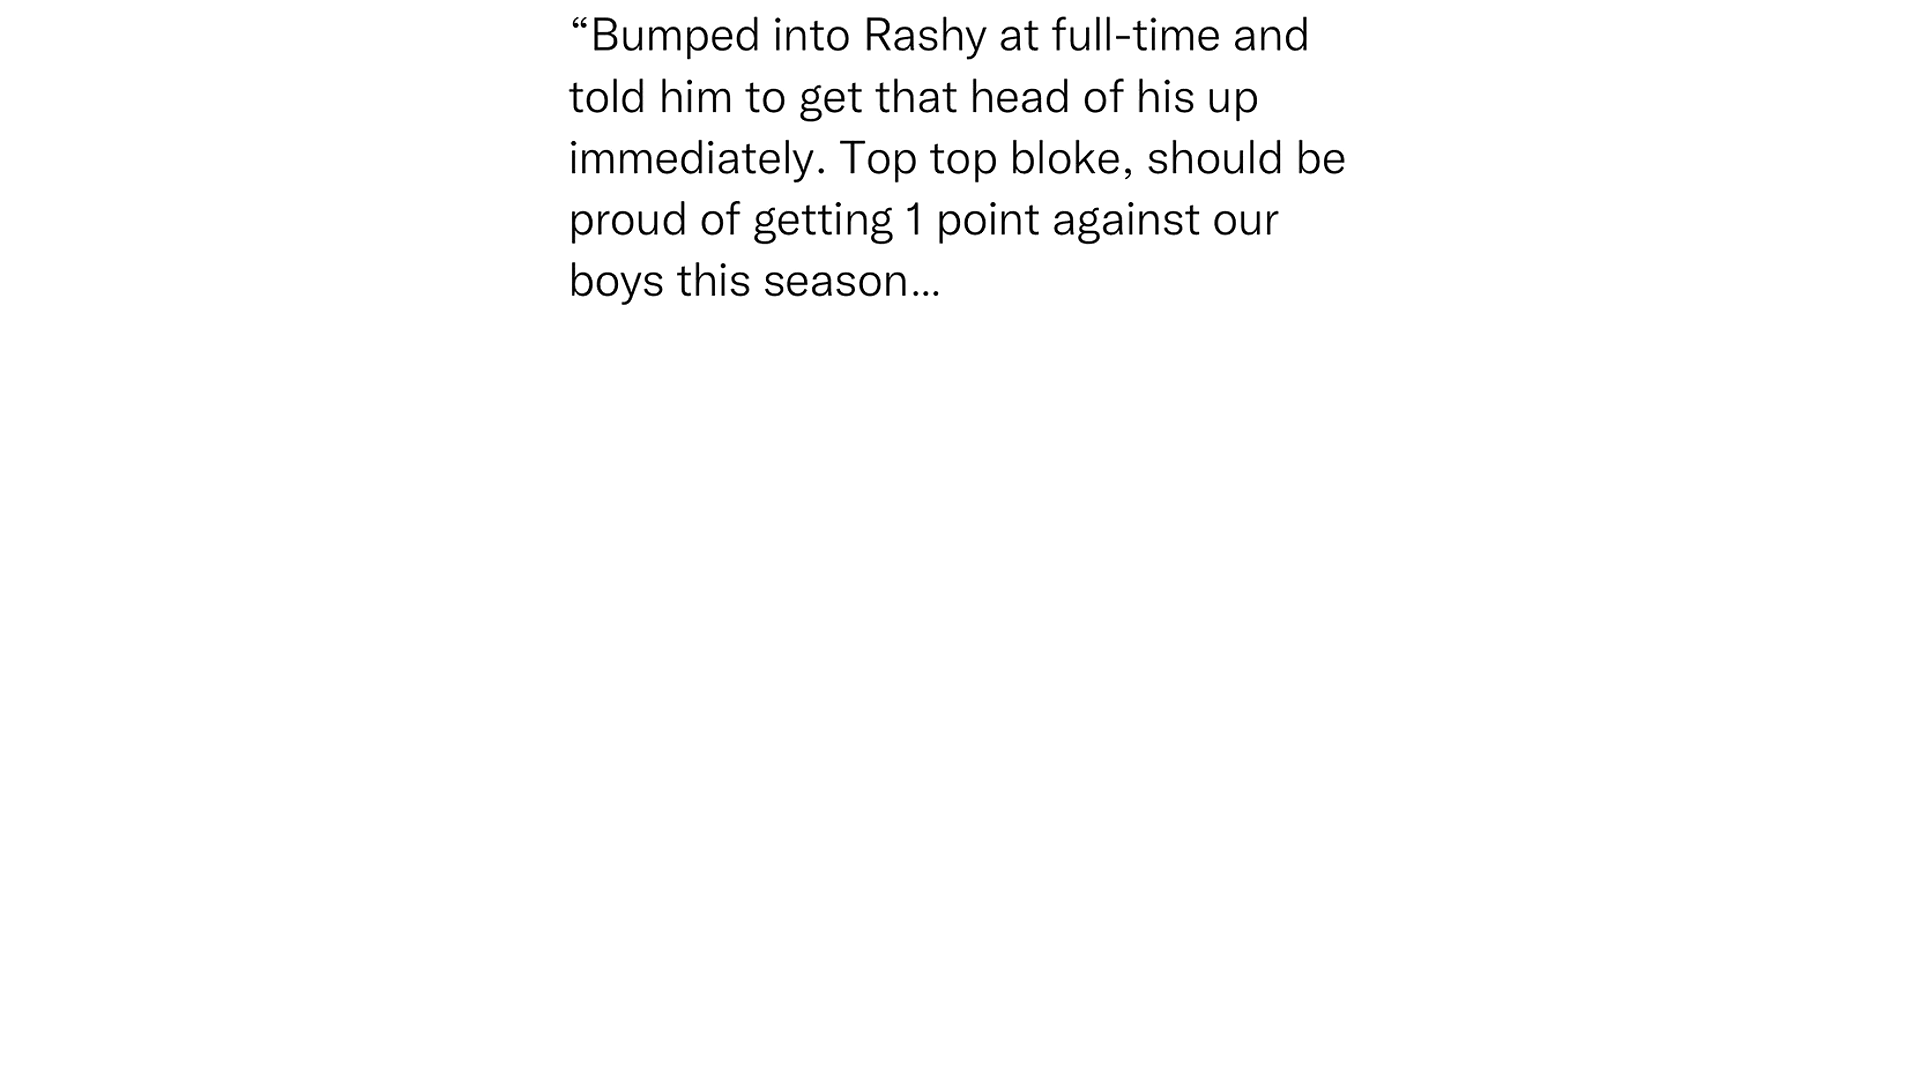 “Bumped into Rashy at full-time and
told him to get that head of his up
immediately. Top top bloke, should be
proud of getting 1 point against our
boys this season…